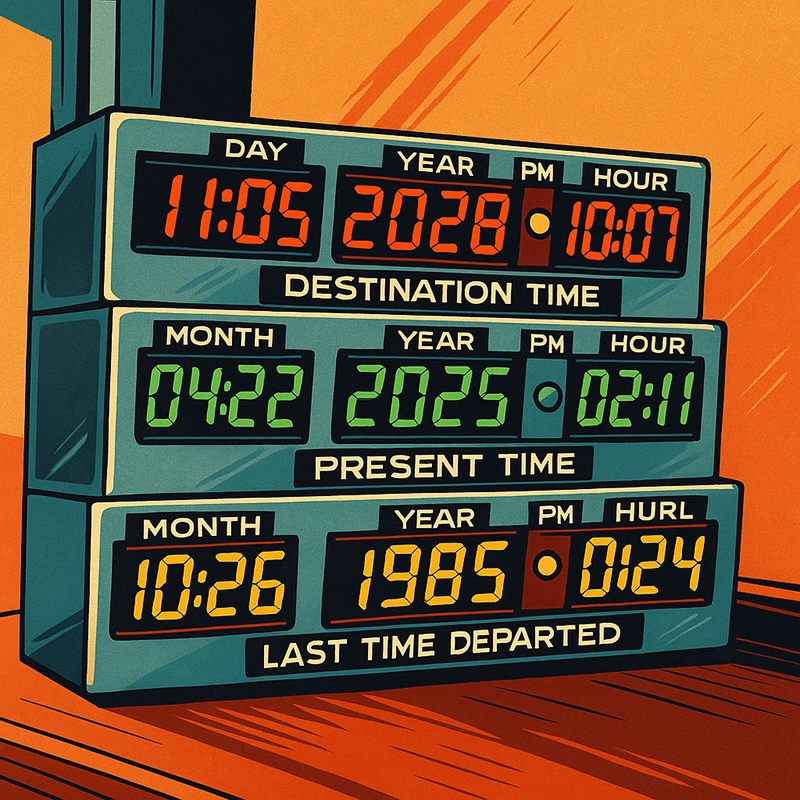 DAY YEAR PM HOUR
11:05 2028 10:07
DESTINATION TIME
MONTH YEAR PM HOUR
04:22 2025 02:11
PRESENT TIME
MONTH YEAR PM HURL
10:26 1985 0:24
LAST TIME DEPARTED